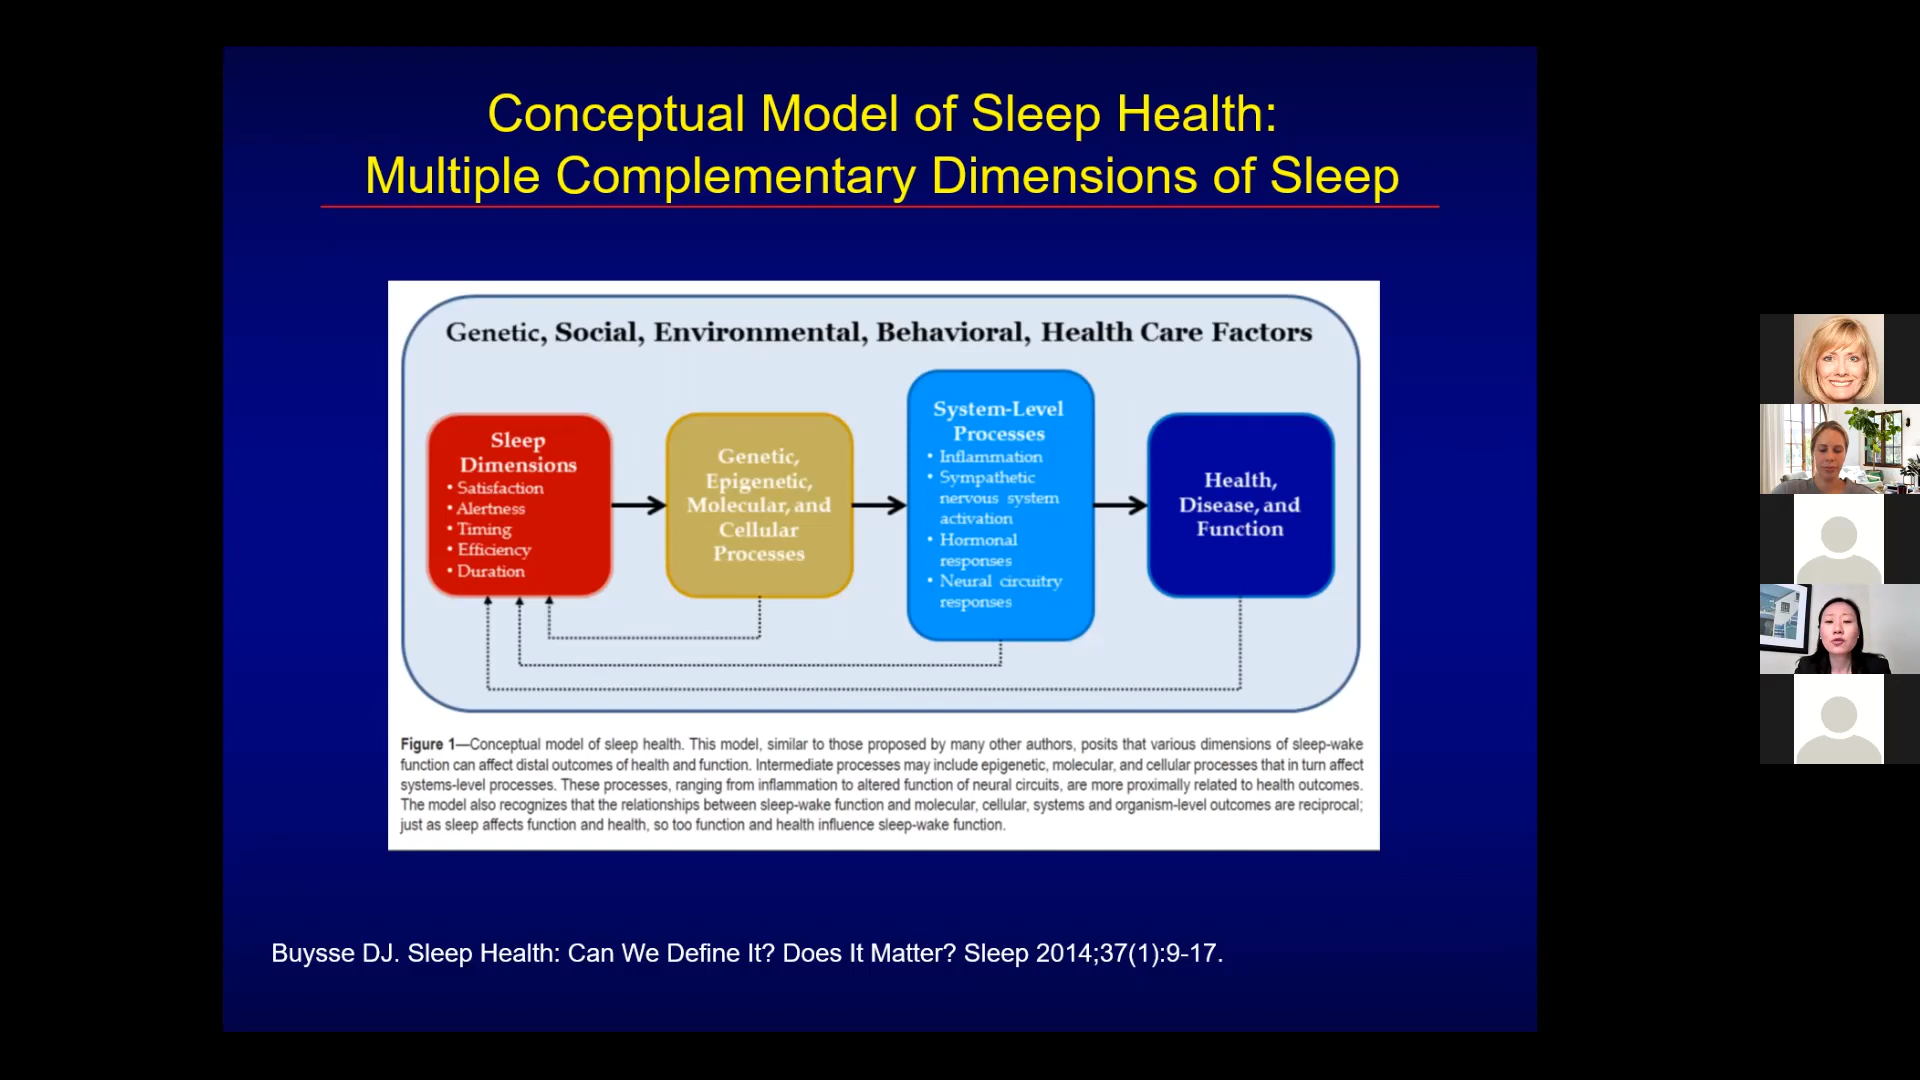 Conceptual Model of Sleep Health:
Multiple Complementary Dimensions of Sleep
Genetic, Social, Environmental, Behavioral, Health Care Factors
Sleep
Dimensions
• Satisfaction
• Alertness
• Timing
• Efficiency
• Duration
Genetic,
Epigenetic,
Molecular, and
Cellular
Processes
System-Level
Processes
• Inflammation
• Sympathetic
nervous system
activation
• Hormonal
responses
• Neural circuitry
responses
Health,
Disease, and
Function
Figure 1—Conceptual model of sleep health. This model, similar to those proposed by many other authors, posits that various dimensions of sleep-wake
function can affect distal outcomes of health and function. Intermediate processes may include epigenetic, molecular, and cellular processes that in turn affect
systems-level processes. These processes, ranging from inflammation to altered function of neural circuits, are more proximally related to health outcomes.
The model also recognizes that the relationships between sleep-wake function and molecular, cellular, systems and organism-level outcomes are reciprocal;
just as sleep affects function and health, so too function and health influence sleep-wake function.
Buysse DJ. Sleep Health: Can We Define It? Does It Matter? Sleep 2014;37(1):9-17.